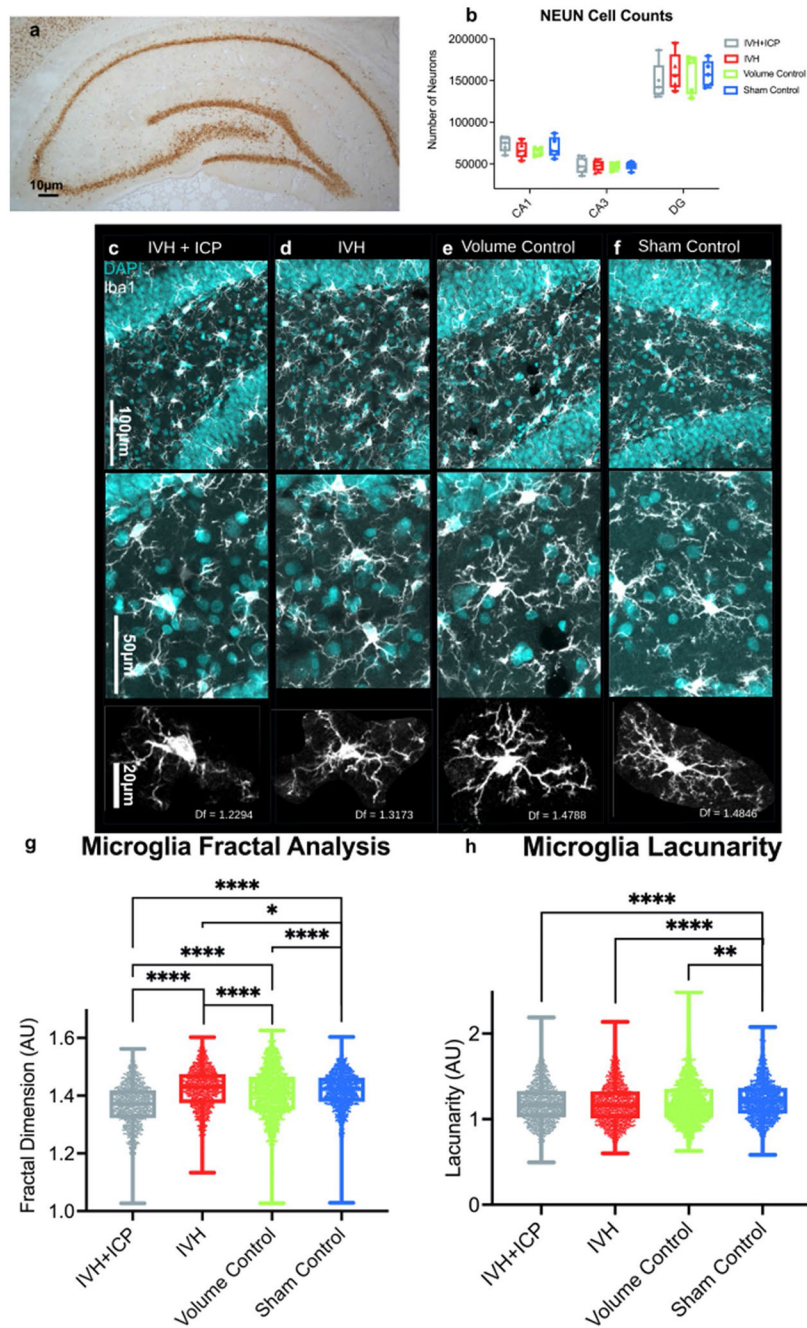 a
10µm
b
NEUN Cell Counts
Number of Neurons
200000
150000
100000
50000
CA1
CA3
DG
IVH+ICP
IVH
Volume Control
Sham Control
c IVH + ICP
d IVH
e Volume Control
f Sham Control
DAPI
Iba1
100µm
50µm
20µm
Df = 1.2294
Df = 1.3173
Df = 1.4788
Df = 1.4846
g Microglia Fractal Analysis
****
*
****
****
****
****
Fractal Dimension (AU)
1.6
1.4
1.2
1.0
IVH+ICP
IVH
Volume Control
Sham Control
h Microglia Lacunarity
****
****
**
Lacunarity (AU)
2
1
0
IVH+ICP
IVH
Volume Control
Sham Control